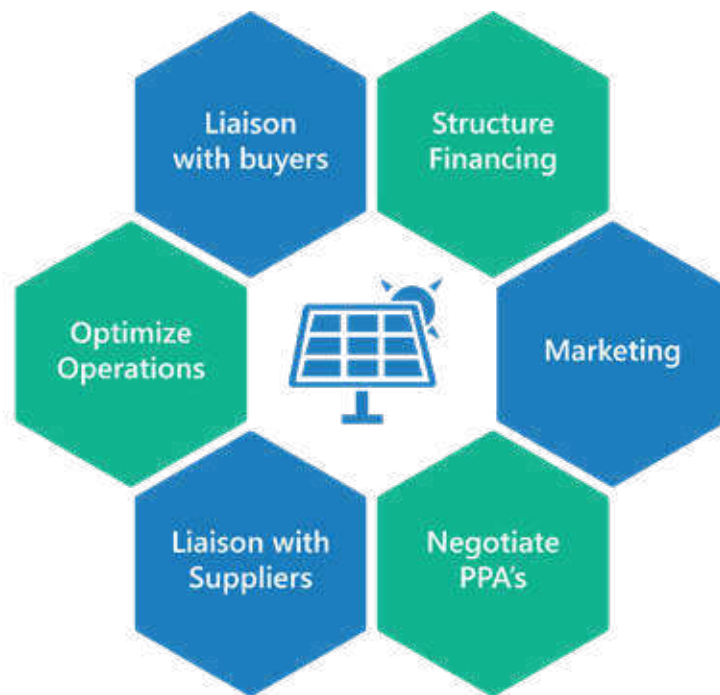 Liaison
with buyers
Structure
Financing
Optimize
Operations
Marketing
Liaison with
Suppliers
Negotiate
PPA's